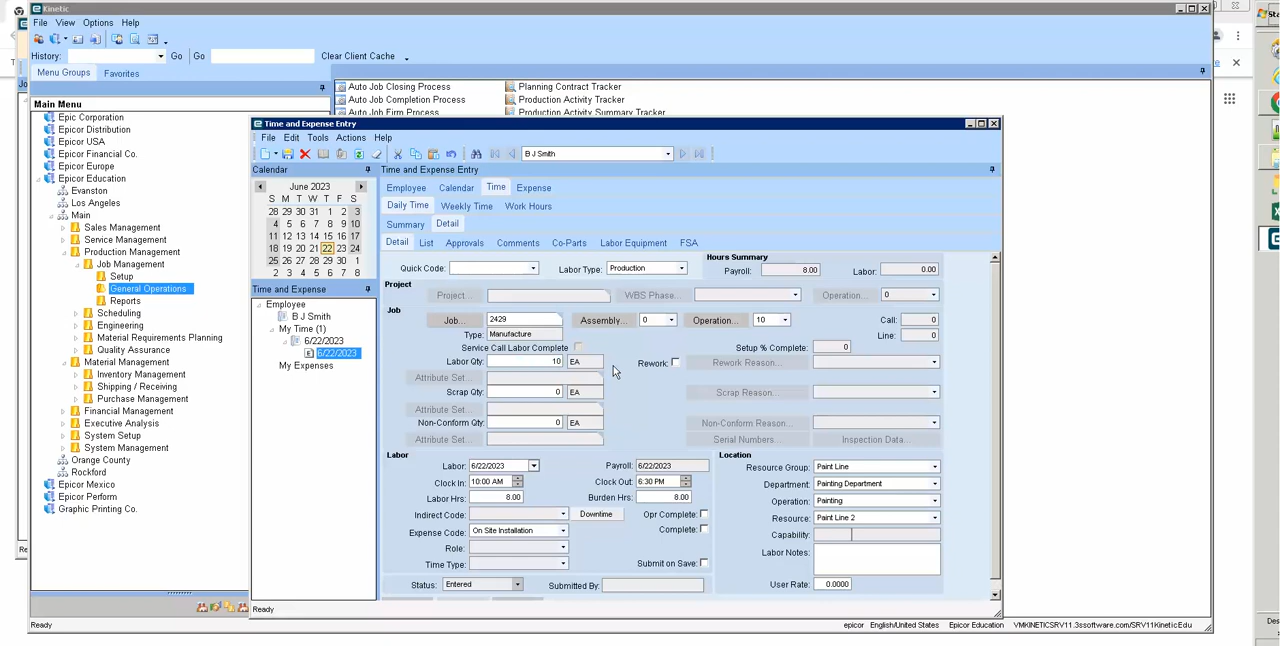 Kinetic
File View Options Help
History: Go Go Clear Client Cache
Menu Groups Favorites
Main Menu
Epic Corporation
Epicor Distribution
Epicor USA
Epicor Financial Co.
Epicor Europe
Epicor Education
Evanston
Los Angeles
Main
Sales Management
Service Management
Production Management
Job Management
Setup
General Operations
Reports
Scheduling
Engineering
Material Requirements Planning
Quality Assurance
Material Management
Inventory Management
Shipping / Receiving
Purchase Management
Financial Management
Executive Analysis
System Setup
System Management
Orange County
Rockford
Epicor Mexico
Epicor Perform
Graphic Printing Co.
Auto Job Closing Process Planning Contract Tracker
Auto Job Completion Process Production Activity Tracker
Auto Job Firm Process Production Activity Summary Tracker
Time and Expense Entry
File Edit Tools Actions Help
B J Smith
Calendar
June 2023
S M T W T F S
28 29 30 31 1 2 3
4 5 6 7 8 9 10
11 12 13 14 15 16 17
18 19 20 21 22 23 24
25 26 27 28 29 30 1
2 3 4 5 6 7 8
Time and Expense
Employee
B J Smith
My Time (1)
6/22/2023
6/22/2023
My Expenses
Time and Expense Entry
Employee Calendar Time Expense
Daily Time Weekly Time Work Hours
Summary Detail
Detail List Approvals Comments Co-Parts Labor Equipment FSA
Quick Code: Labor Type: Production Hours Summary
Payroll: 8.00 Labor: 0.00
Project
Project... WBS Phase... Operation... 0
Job
Job... 2429 Assembly... 0 Operation... 10 Call: 0
Type: Manufacture Line: 0
Service Call Labor Complete Setup % Complete: 0
Labor Qty: 10 EA Rework: Rework Reason...
Attribute Set...
Scrap Qty: 0 EA Scrap Reason...
Attribute Set...
Non-Conform Qty: 0 EA Non-Conform Reason...
Attribute Set... Serial Numbers... Inspection Data...
Labor
Labor: 6/22/2023 Payroll: 6/22/2023
Clock In: 10:00 AM Clock Out: 6:30 PM
Labor Hrs: 8.00 Burden Hrs: 8.00
Indirect Code: Downtime Opr Complete:
Expense Code: On Site Installation Complete:
Role:
Time Type: Submit on Save:
Status: Entered Submitted By:
Location
Resource Group: Paint Line
Department: Painting Department
Operation: Painting
Resource: Paint Line 2
Capability:
Labor Notes:
User Rate: 0.0000
Ready
Ready epicor English/United States Epicor Education Main VMKINETICSRV11.3ssoftware.com/SRV11KineticEdu